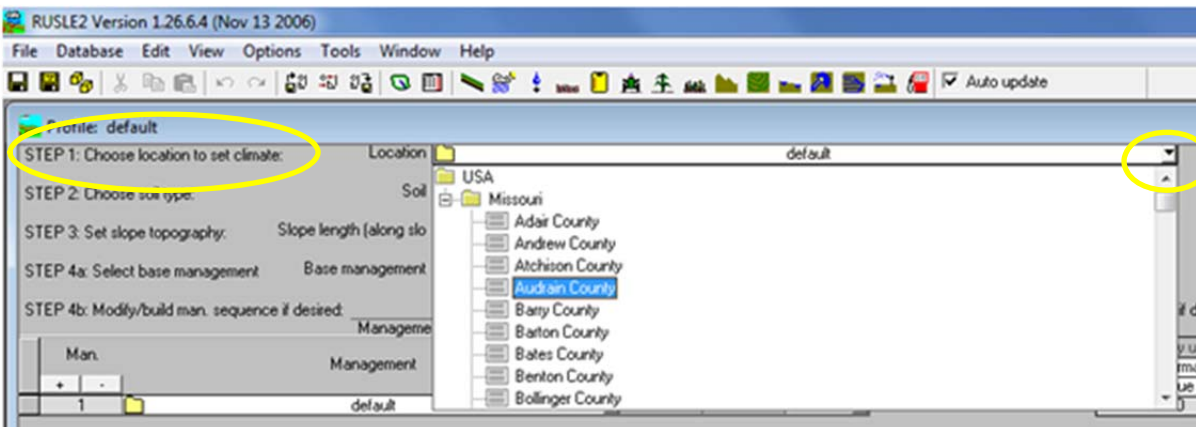 RUSLE2 Version 1.26.6.4 (Nov 13 2006)
File Database Edit View Options Tools Window Help
Auto update
Profile: default
STEP 1: Choose location to set climate: Location default
USA
STEP 2: Choose soil type: Soil
Missouri
Adair County
STEP 3: Set slope topography: Slope length (along slo
Andrew County
STEP 4a: Select base management Base management
Atchison County
Audrain County
STEP 4b: Modify/build man. sequence if desired:
Barry County
Manageme
Barton County
Man. Management
Bates County
Benton County
+ -
Bollinger County
1 default